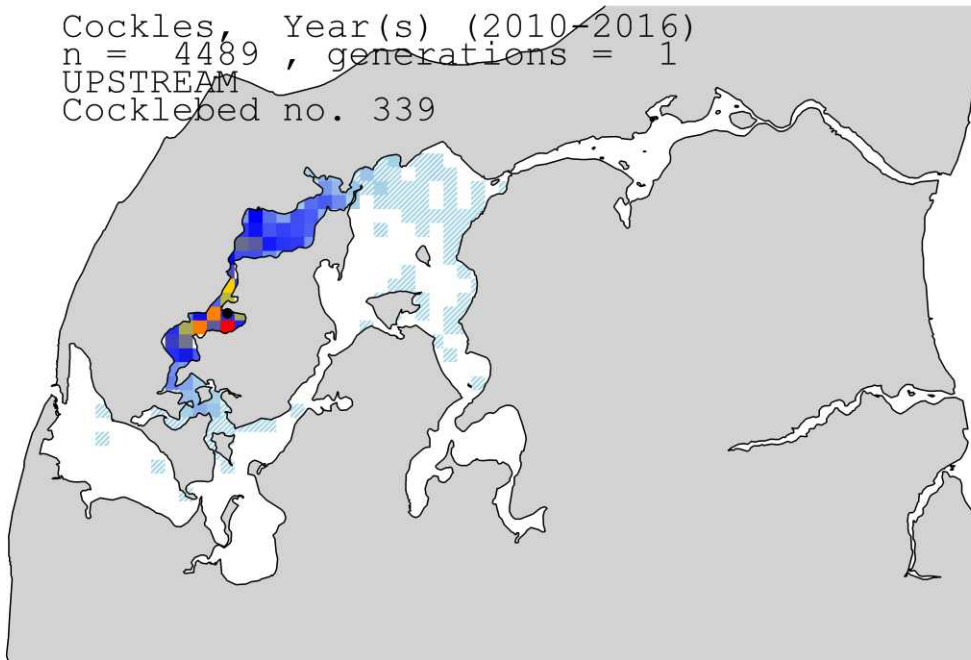 Cockles, Year(s) (2010-2016)
n = 4489 , generations = 1
UPSTREAM
Cocklebed no. 339